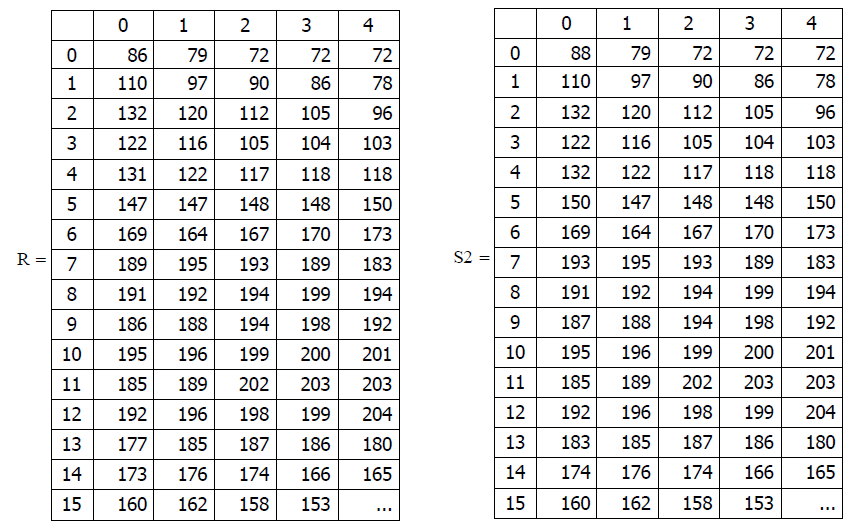 0 1 2 3 4
0 86 79 72 72 72
1 110 97 90 86 78
2 132 120 112 105 96
3 122 116 105 104 103
4 131 122 117 118 118
5 147 147 148 148 150
6 169 164 167 170 173
R = 7 189 195 193 189 183
8 191 192 194 199 194
9 186 188 194 198 192
10 195 196 199 200 201
11 185 189 202 203 203
12 192 196 198 199 204
13 177 185 187 186 180
14 173 176 174 166 165
15 160 162 158 153 ...
0 1 2 3 4
0 88 79 72 72 72
1 110 97 90 86 78
2 132 120 112 105 96
3 122 116 105 104 103
4 132 122 117 118 118
5 150 147 148 148 150
6 169 164 167 170 173
S2 = 7 193 195 193 189 183
8 191 192 194 199 194
9 187 188 194 198 192
10 195 196 199 200 201
11 185 189 202 203 203
12 192 196 198 199 204
13 183 185 187 186 180
14 174 176 174 166 165
15 160 162 158 153 ...